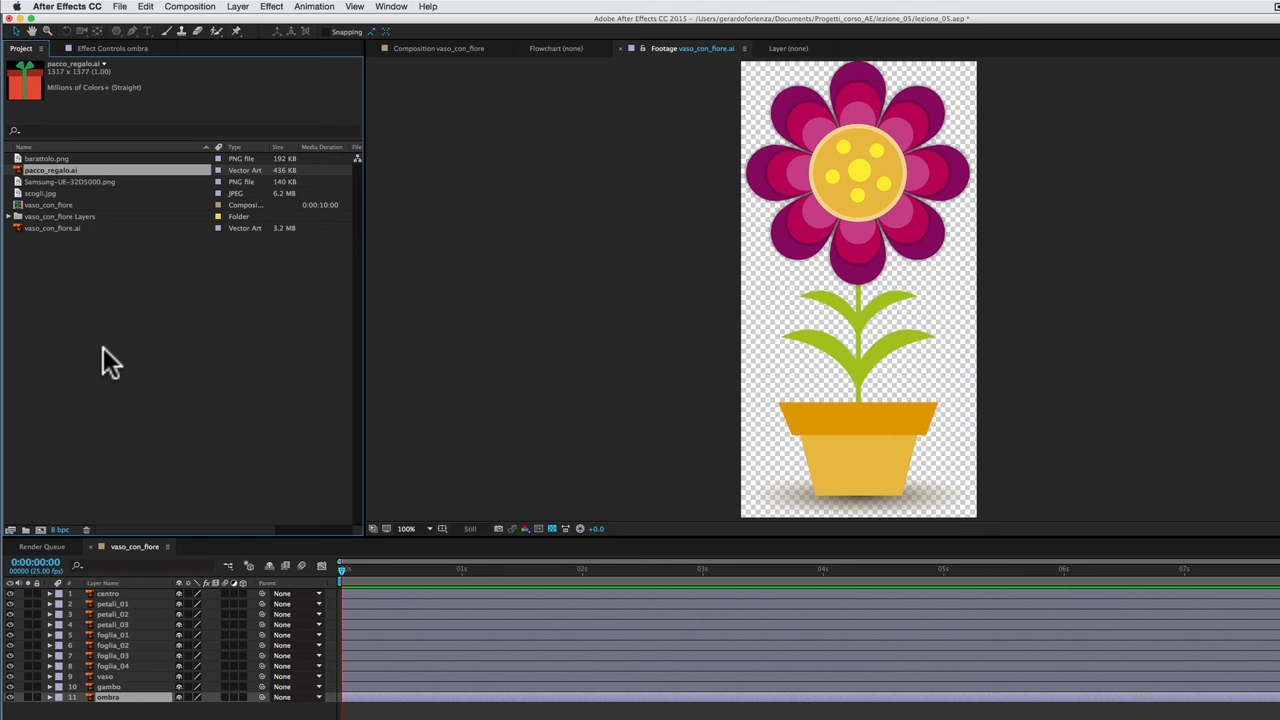 After Effects CC File Edit Composition Layer Effect Animation View Window Help
Adobe After Effects CC 2015 - /Users/gerardoforlenza/Documents/Progetti_corso_AE/lezione_05/lezione_05.aep *
Snapping
Project Effect Controls ombra
Composition vaso_con_fiore Flowchart (none) Footage vaso_con_fiore.ai Layer (none)
pacco_regalo.ai
1317 x 1377 (1.00)
Millions of Colors+ (Straight)
Name Type Size Media Duration File
barattolo.png PNG file 192 KB
pacco_regalo.ai Vector Art 436 KB
Samsung-UE-32D5000.png PNG file 140 KB
scogli.jpg JPEG 6.2 MB
vaso_con_fiore Composi... 0:00:10:00
vaso_con_fiore Layers Folder
vaso_con_fiore.ai Vector Art 3.2 MB
8 bpc
100% Still +0.0
Render Queue vaso_con_fiore
0:00:00:00
00000 (25.00 fps)
0s 01s 02s 03s 04s 05s 06s 07s
# Layer Name Parent
1 centro None
2 petali_01 None
3 petali_02 None
4 petali_03 None
5 foglia_01 None
6 foglia_02 None
7 foglia_03 None
8 foglia_04 None
9 vaso None
10 gambo None
11 ombra None